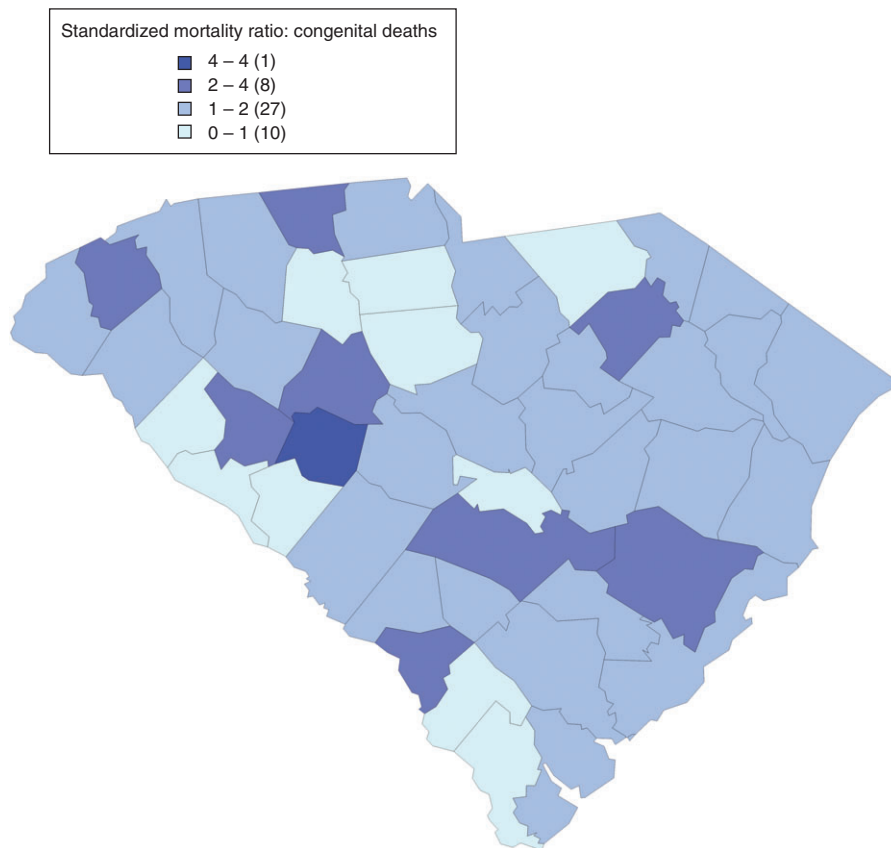 Standardized mortality ratio: congenital deaths
4 – 4 (1)
2 – 4 (8)
1 – 2 (27)
0 – 1 (10)